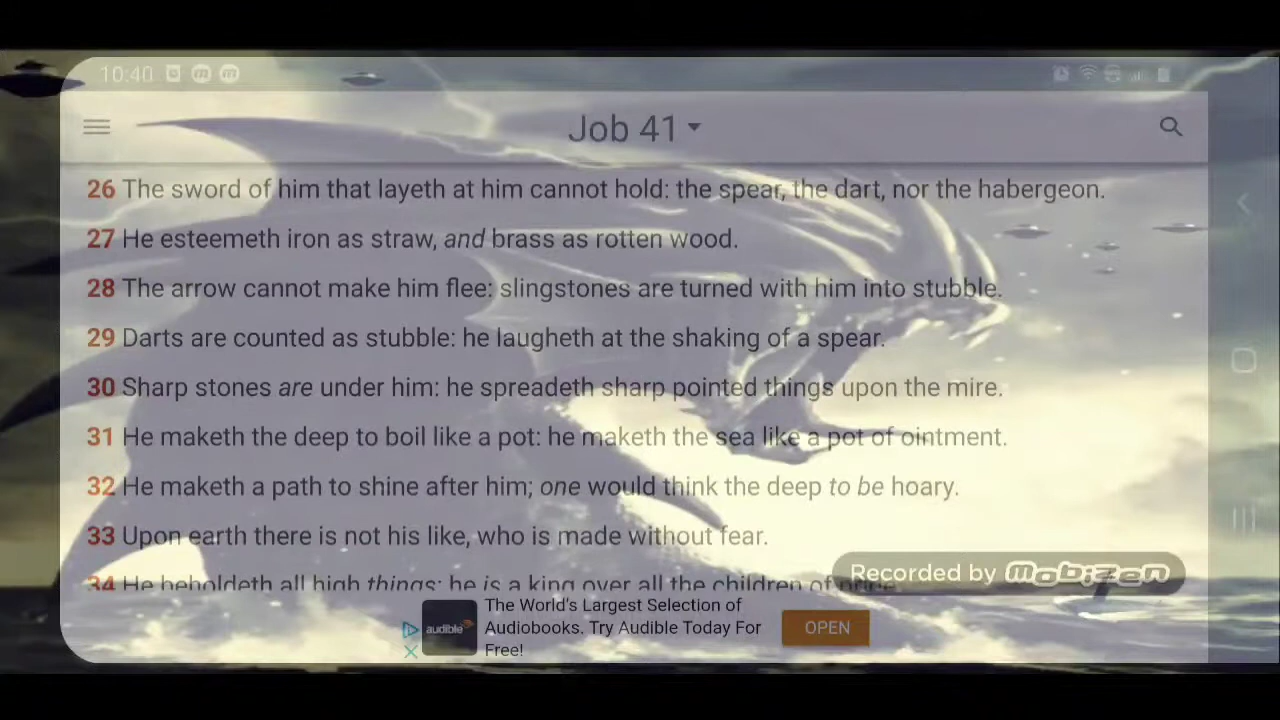 10:40
Job 41
26 The sword of him that layeth at him cannot hold: the spear, the dart, nor the habergeon.
27 He esteemeth iron as straw, and brass as rotten wood.
28 The arrow cannot make him flee: slingstones are turned with him into stubble.
29 Darts are counted as stubble: he laugheth at the shaking of a spear.
30 Sharp stones are under him: he spreadeth sharp pointed things upon the mire.
31 He maketh the deep to boil like a pot: he maketh the sea like a pot of ointment.
32 He maketh a path to shine after him; one would think the deep to be hoary.
33 Upon earth there is not his like, who is made without fear.
34 He beholdeth all high things: he is a king over all the children of pride.
Recorded by mobizen
audible
The World's Largest Selection of
Audiobooks. Try Audible Today For
Free!
OPEN